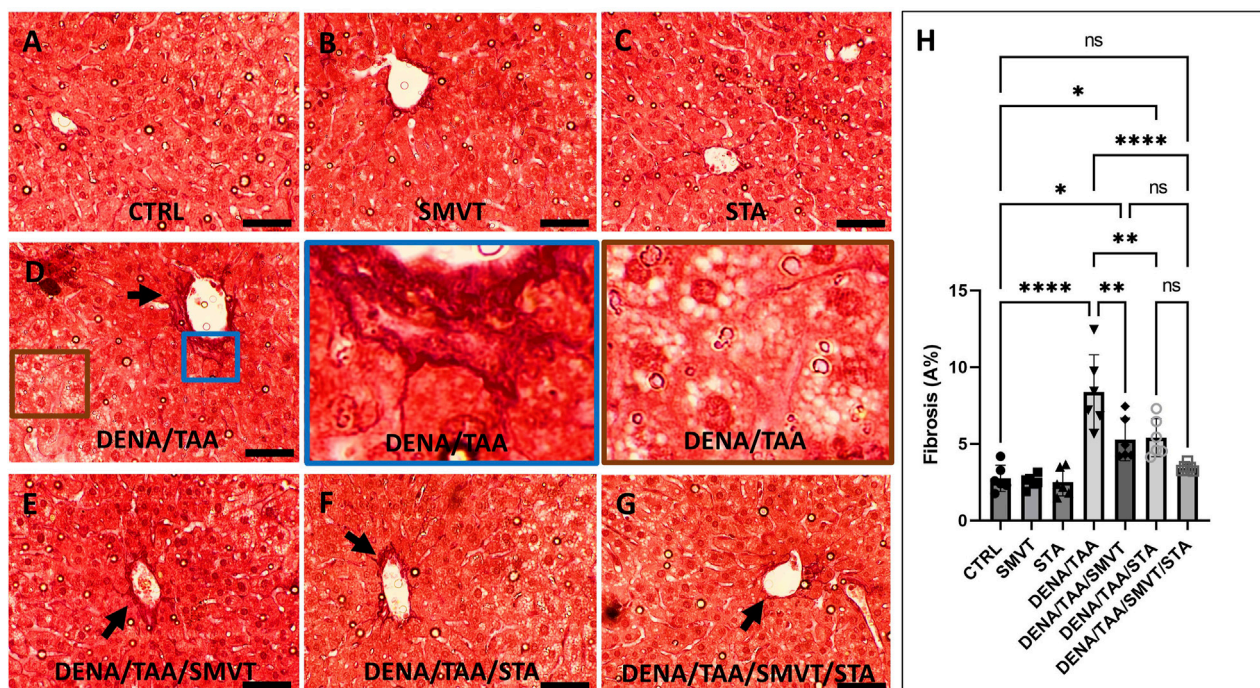 A
CTRL
B
SMVT
C
STA
D
DENA/TAA
DENA/TAA
DENA/TAA
E
DENA/TAA/SMVT
F
DENA/TAA/STA
G
DENA/TAA/SMVT/STA
H
ns
*
****
* ns
**
**** ** ns
15
10
5
0
Fibrosis (A%)
CTRL
SMVT
STA
DENA/TAA
DENA/TAA/SMVT
DENA/TAA/STA
DENA/TAA/SMVT/STA